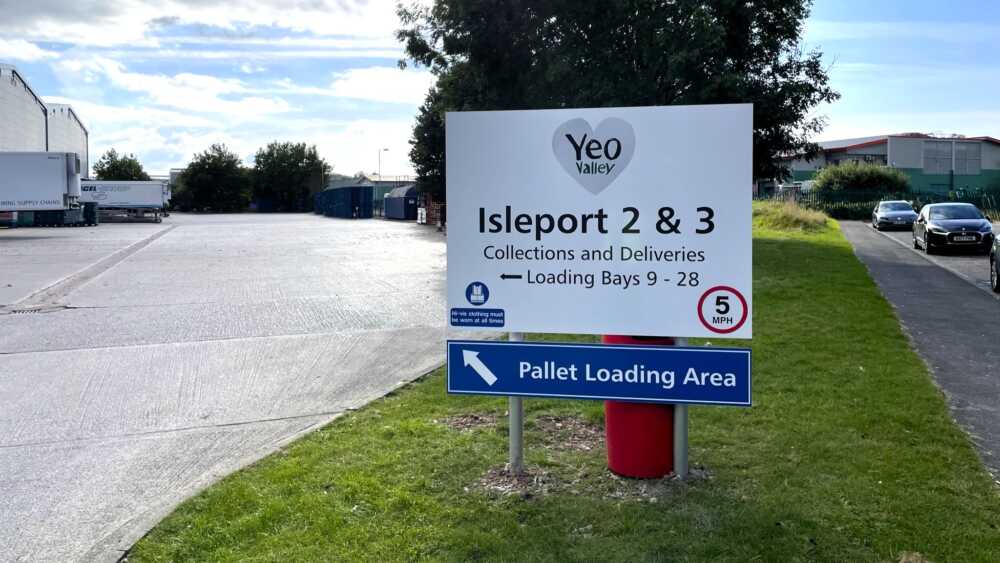 Yeo
Valley
Isleport 2 & 3
Collections and Deliveries
Loading Bays 9 - 28
Hi-vis clothing must
be worn at all times
5
MPH
Pallet Loading Area